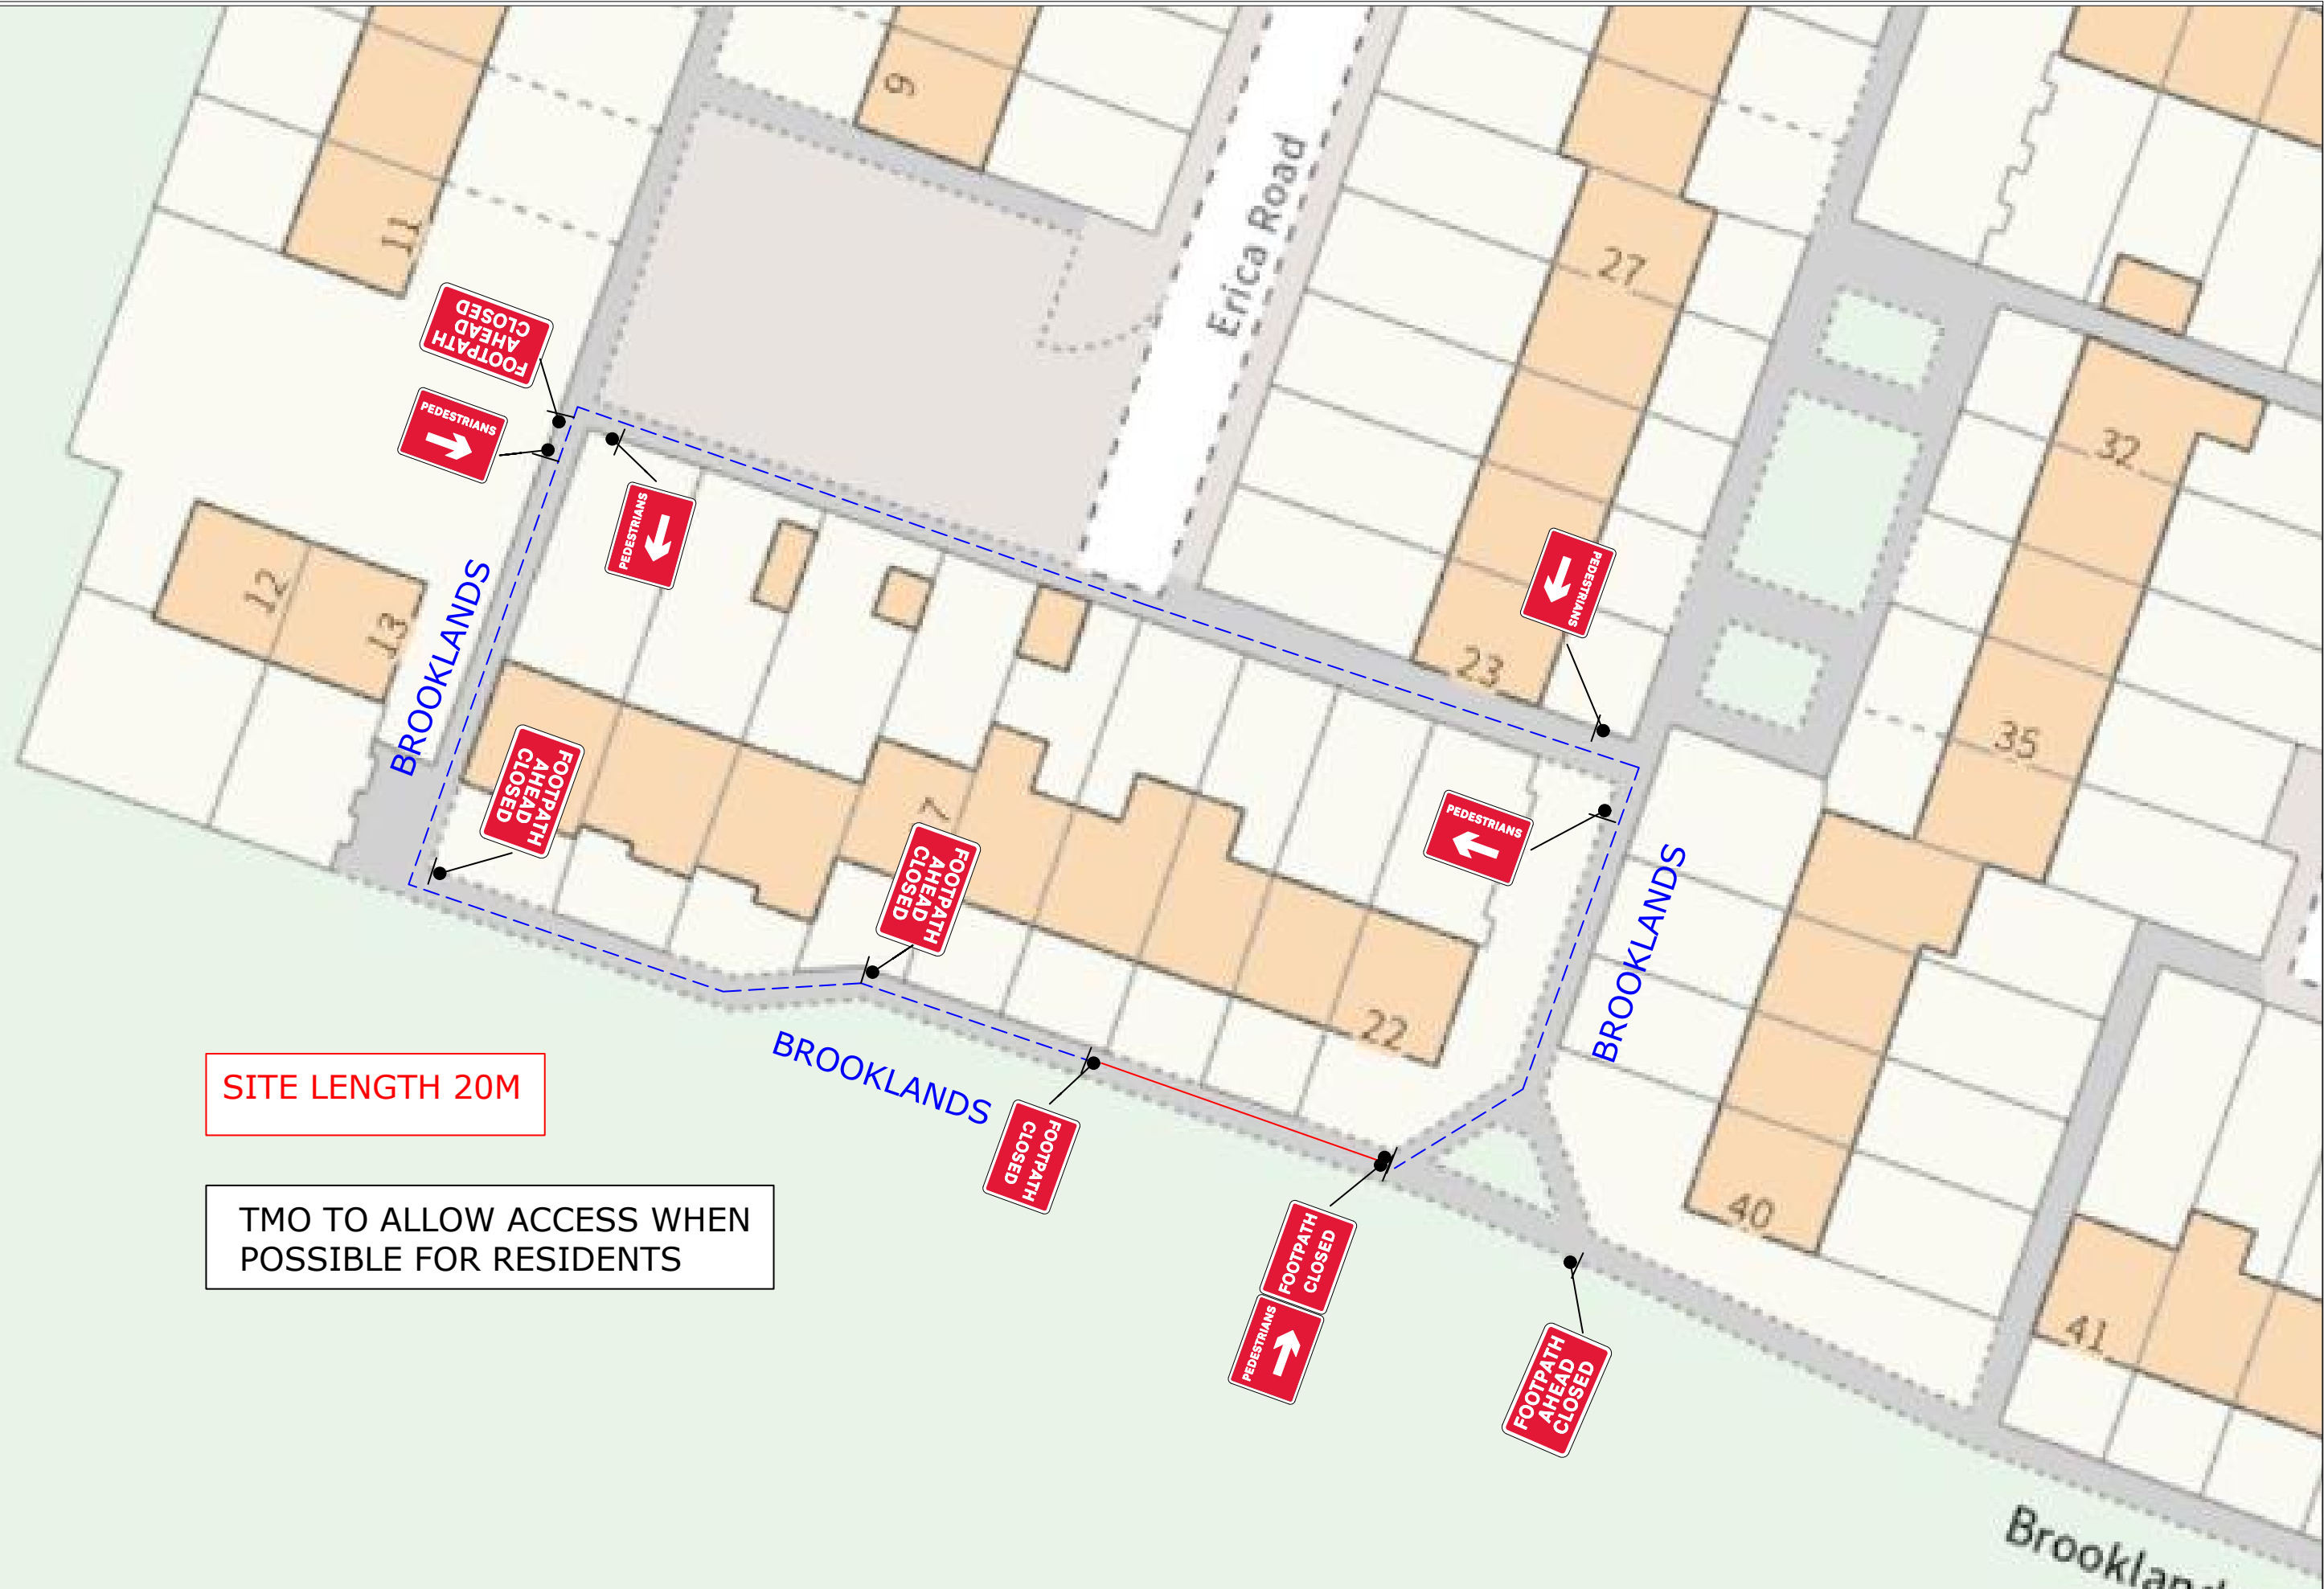 9
11
Erica Road
27
FOOTPATH
AHEAD
CLOSED
PEDESTRIANS
PEDESTRIANS
PEDESTRIANS
32
12
13
BROOKLANDS
23
35
FOOTPATH
AHEAD
CLOSED
7
PEDESTRIANS
FOOTPATH
AHEAD
CLOSED
BROOKLANDS
22
BROOKLANDS
SITE LENGTH 20M
FOOTPATH
CLOSED
TMO TO ALLOW ACCESS WHEN
POSSIBLE FOR RESIDENTS
FOOTPATH
CLOSED
PEDESTRIANS
40
FOOTPATH
AHEAD
CLOSED
41